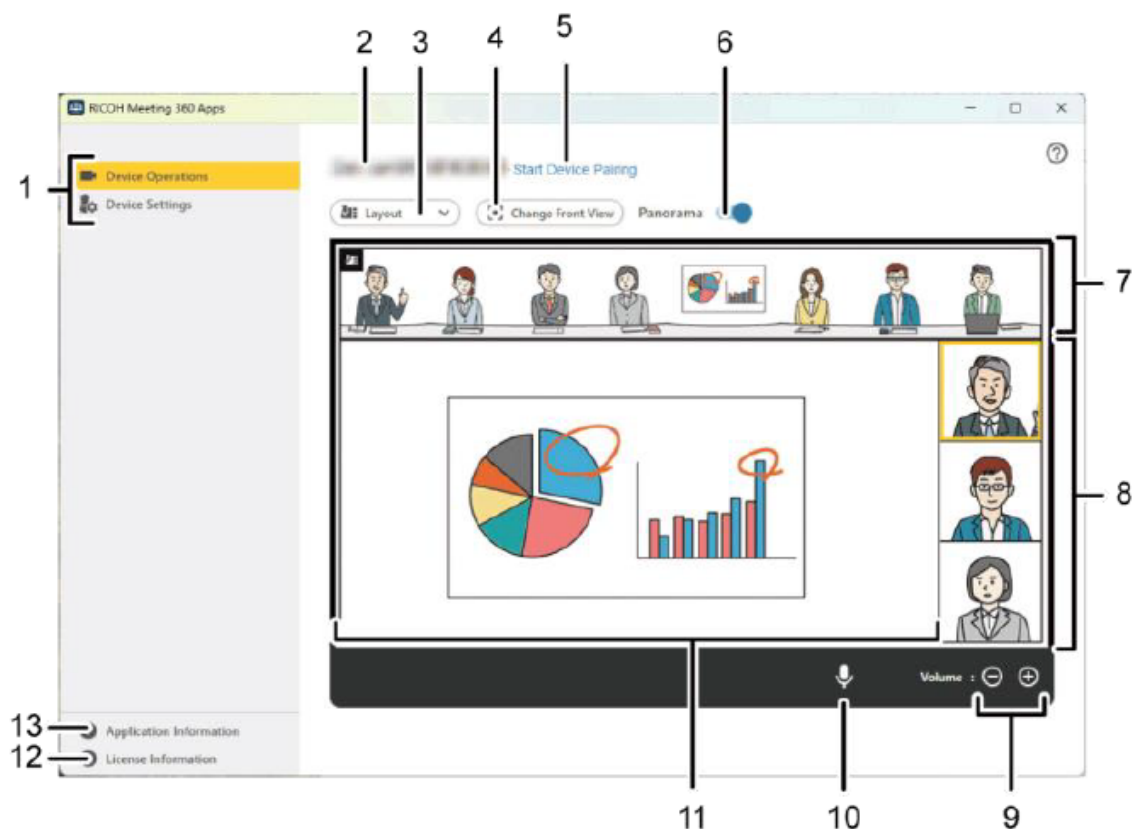 2 3 4 5 6
RICOH Meeting 360 Apps
1
Device Operations
Start Device Pairing
Device Settings
Layout Change Front View Panorama
7
8
Volume :
13 Application Information
12 License Information
11 10 9